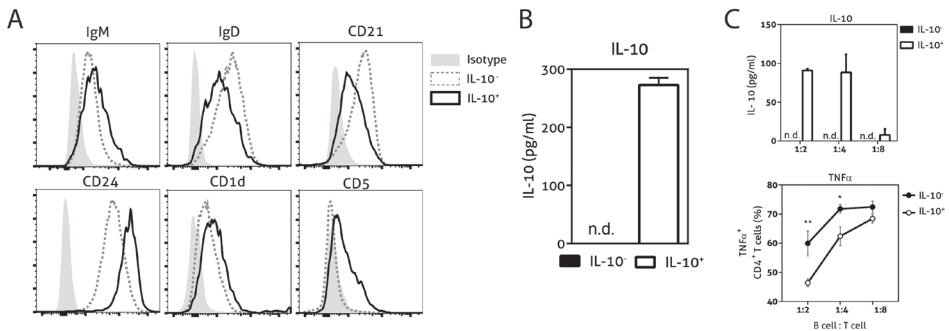 A
IgM
IgD
CD21
Isotype
IL-10⁻
IL-10⁺
CD24
CD1d
CD5
B
IL-10
IL-10 (pg/ml)
300
200
100
0
n.d.
IL-10⁻ IL-10⁺
C
IL-10
IL-10⁻
IL-10⁺
IL- 10 (pg/ml)
150
100
50
0
n.d. n.d. n.d.
1:2 1:4 1:8
TNFα
IL-10⁻
IL-10⁺
TNFα⁺
CD4⁺T cells (%)
80
70
60
50
40
**
*
1:2 1:4 1:8
B cell : T cell